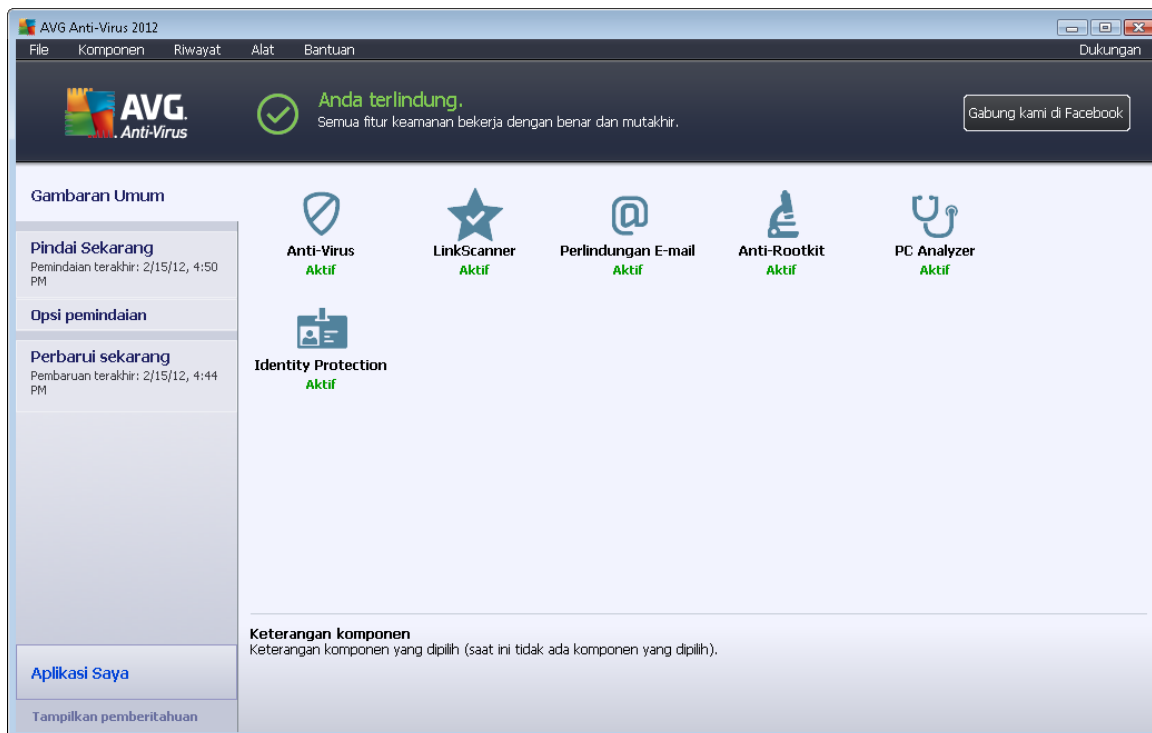 AVG Anti-Virus 2012
File Komponen Riwayat Alat Bantuan Dukungan
AVG.
Anti-Virus
Anda terlindung.
Semua fitur keamanan bekerja dengan benar dan mutakhir.
Gabung kami di Facebook
Gambaran Umum
Pindai Sekarang
Pemindaian terakhir: 2/15/12, 4:50
PM
Opsi pemindaian
Perbarui sekarang
Pembaruan terakhir: 2/15/12, 4:44
PM
Aplikasi Saya
Tampilkan pemberitahuan
Anti-Virus
Aktif
LinkScanner
Aktif
Perlindungan E-mail
Aktif
Anti-Rootkit
Aktif
PC Analyzer
Aktif
Identity Protection
Aktif
Keterangan komponen
Keterangan komponen yang dipilih (saat ini tidak ada komponen yang dipilih).